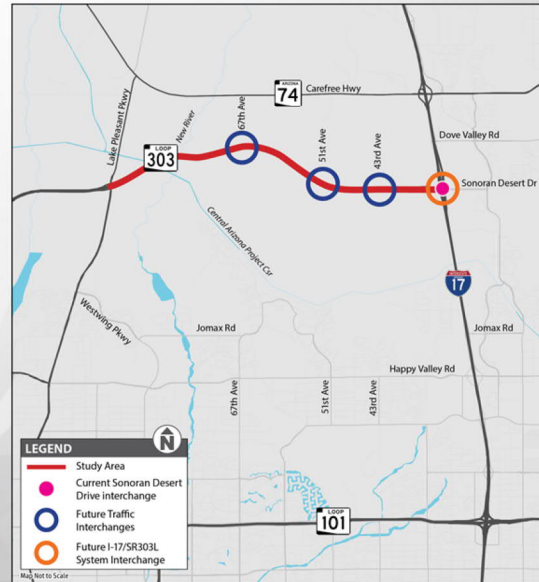 ARIZONA
74
Carefree Hwy
Lake Pleasant Pkwy
New River
67th Ave
LOOP
303
51st Ave
43rd Ave
Dove Valley Rd
Sonoran Desert Dr
Central Arizona Project Cnr
17
Westwing Pkwy
Jomax Rd
Jomax Rd
Happy Valley Rd
67th Ave
51st Ave
43rd Ave
LOOP
101
N
LEGEND
Study Area
Current Sonoran Desert
Drive interchange
Future Traffic
Interchanges
Future I-17/SR303L
System Interchange
Map Not to Scale